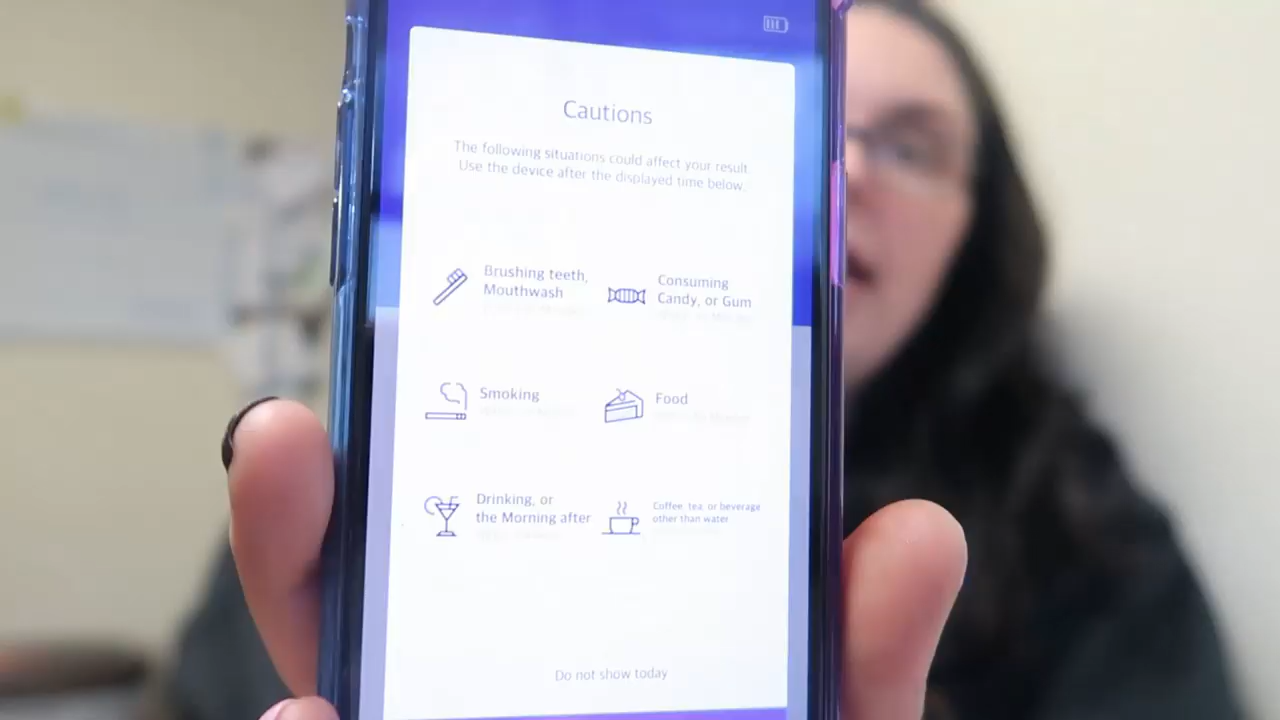 Cautions
The following situations could affect your result.
Use the device after the displayed time below.
Brushing teeth,
Mouthwash
Consuming
Candy, or Gum
Smoking
Food
Drinking, or
the Morning after
Coffee, tea, or beverage
other than water
Do not show today